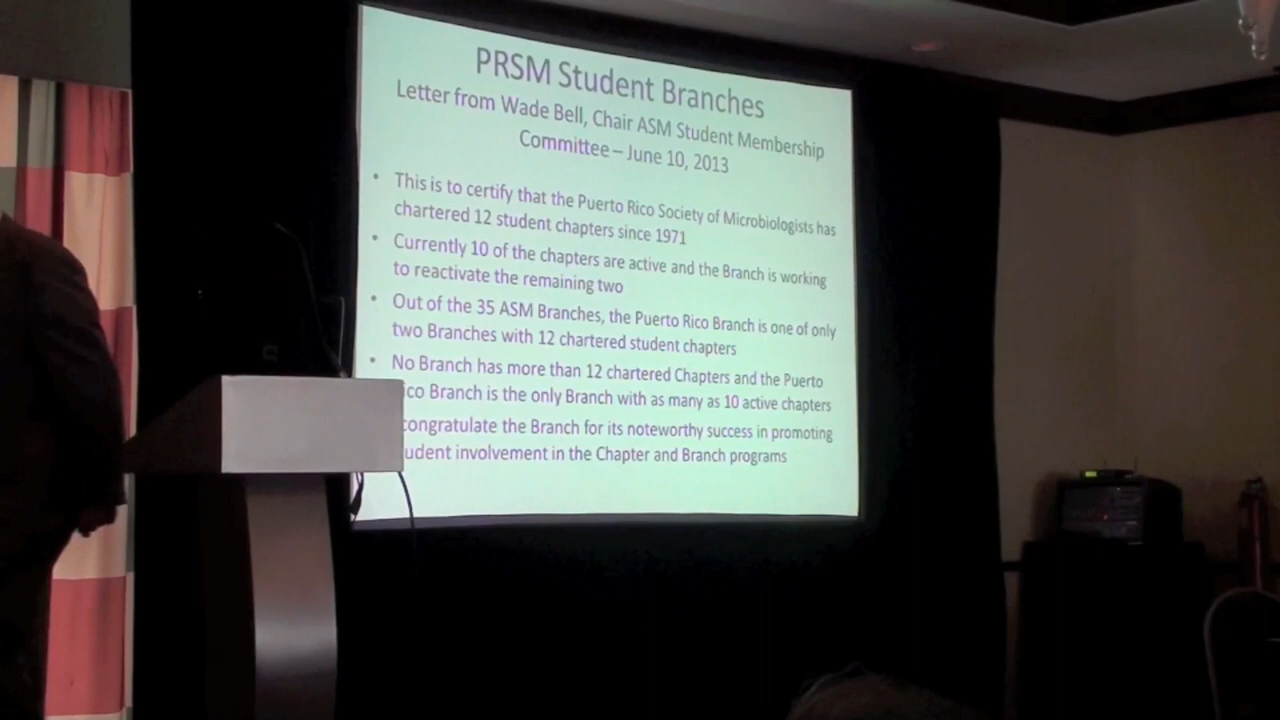 PRSM Student Branches
Letter from Wade Bell, Chair ASM Student Membership
Committee – June 10, 2013
• This is to certify that the Puerto Rico Society of Microbiologists has
chartered 12 student chapters since 1971
• Currently 10 of the chapters are active and the Branch is working
to reactivate the remaining two
• Out of the 35 ASM Branches, the Puerto Rico Branch is one of only
two Branches with 12 chartered student chapters
• No Branch has more than 12 chartered Chapters and the Puerto
ico Branch is the only Branch with as many as 10 active chapters
congratulate the Branch for its noteworthy success in promoting
udent involvement in the Chapter and Branch programs